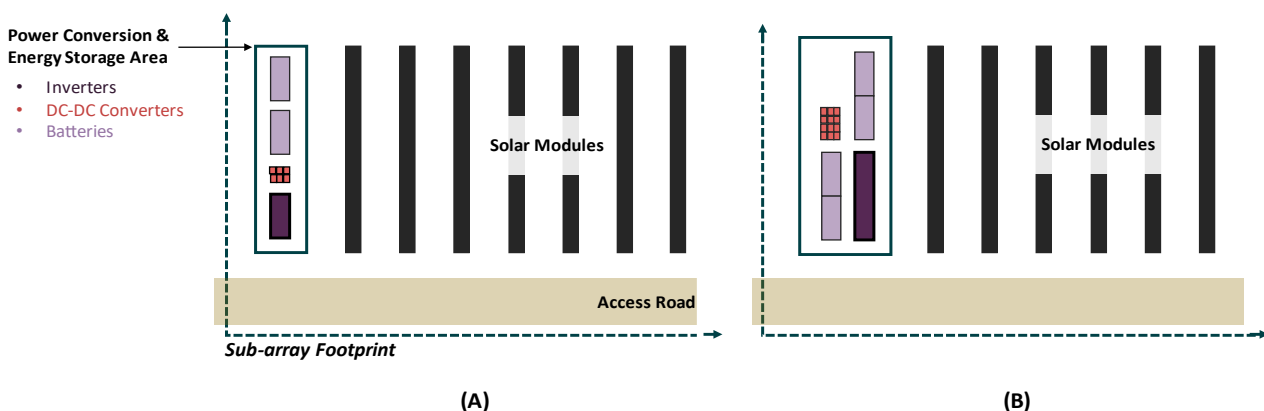 Power Conversion &
Energy Storage Area
• Inverters
• DC-DC Converters
• Batteries
Solar Modules
Access Road
Sub-array Footprint
(A)
Solar Modules
(B)